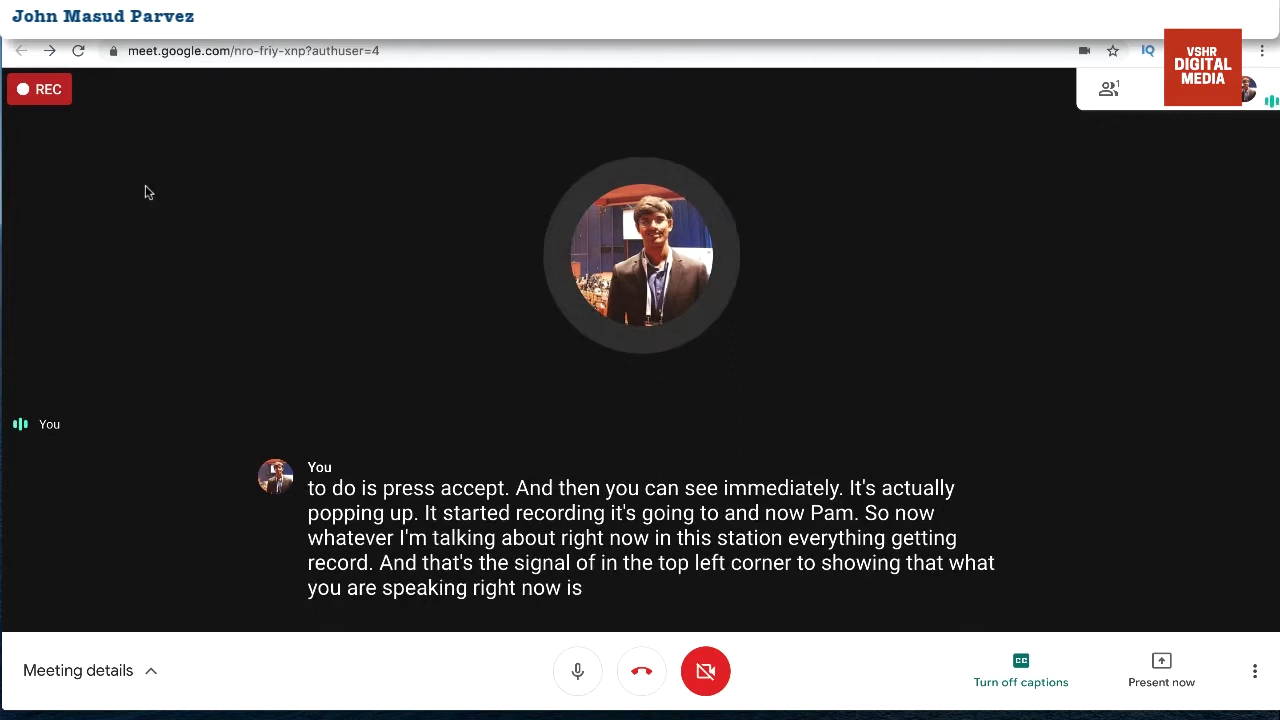 John Masud Parvez
meet.google.com/nro-friy-xnp?authuser=4
IQ
VSHR
DIGITAL
MEDIA
REC
1
You
You
to do is press accept. And then you can see immediately. It's actually
popping up. It started recording it's going to and now Pam. So now
whatever I'm talking about right now in this station everything getting
record. And that's the signal of in the top left corner to showing that what
you are speaking right now is
Meeting details
CC
Turn off captions
Present now